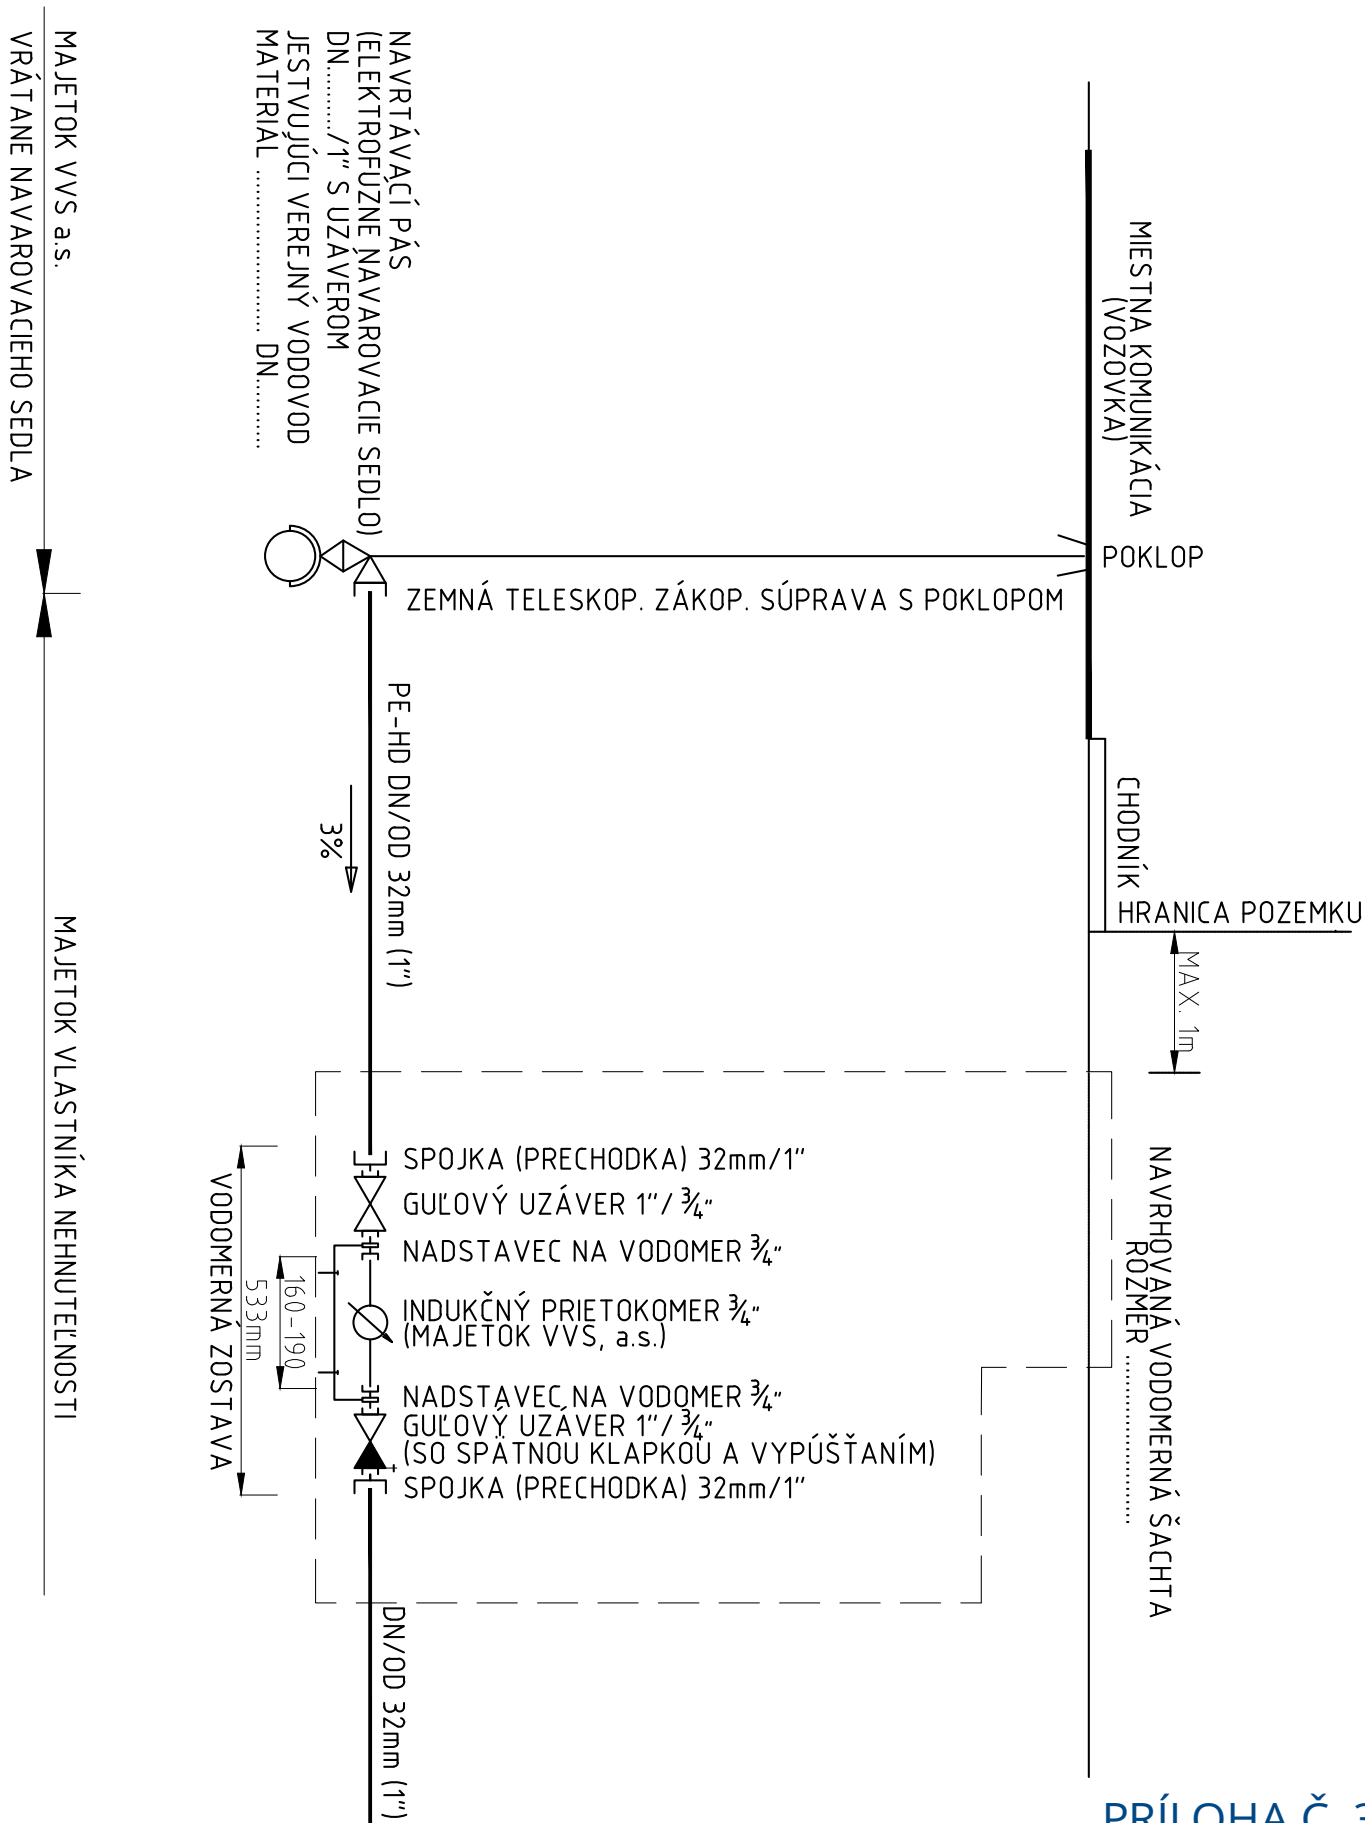 MIESTNA KOMUNIKÁCIA
(VOZOVKA)
POKLOP
CHODNÍK
HRANICA POZEMKU
MAX. 1m
NAVRHOVANÁ VODOMERNÁ ŠACHTA
ROZMER ..............................
NAVRTÁVACÍ PÁS
(ELEKTROFÚZNE NAVAROVACIE SEDLO)
DN........../1" S UZÁVEROM
JESTVUJÚCI VEREJNÝ VODOVOD
MATERIÁL ............................ DN............
ZEMNÁ TELESKOP. ZÁKOP. SÚPRAVA S POKLOPOM
PE-HD DN/OD 32mm (1")
3%
SPOJKA (PRECHODKA) 32mm/1"
GUĽOVÝ UZÁVER 1"/ ¾"
NADSTAVEC NA VODOMER ¾"
INDUKČNÝ PRIETOKOMER ¾"
(MAJETOK VVS, a.s.)
NADSTAVEC NA VODOMER ¾"
GUĽOVÝ UZÁVER 1"/ ¾"
(SO SPÄTNOU KLAPKOU A VYPÚŠŤANÍM)
SPOJKA (PRECHODKA) 32mm/1"
DN/OD 32mm (1")
160-190
533mm
VODOMERNÁ ZOSTAVA
MAJETOK VVS a.s.
VRÁTANE NAVAROVACIEHO SEDLA
MAJETOK VLASTNÍKA NEHNUTEĽNOSTI
PRÍLOHA Č.